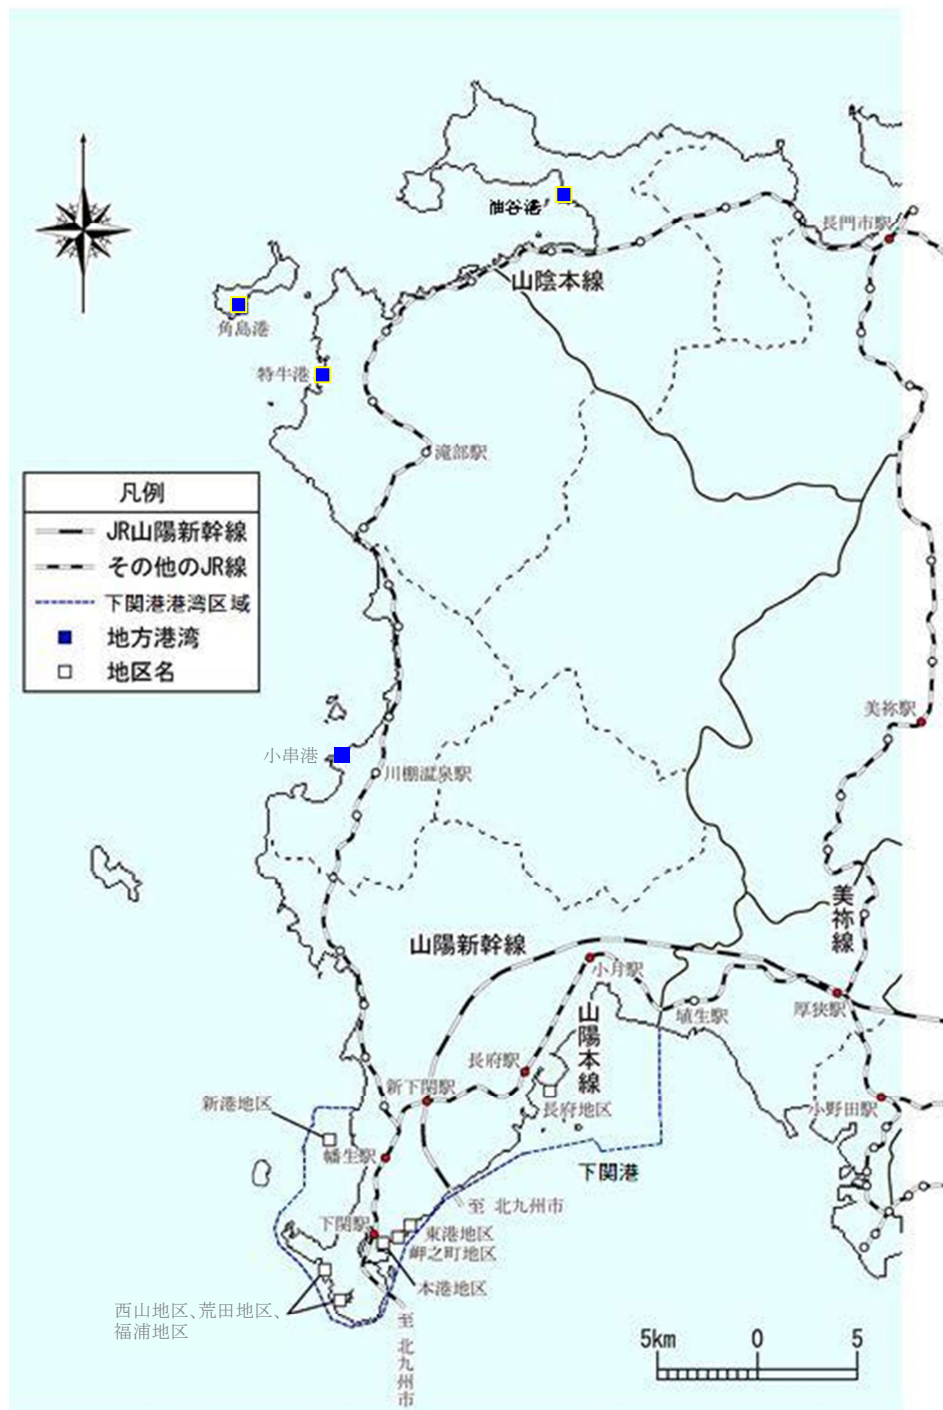 油谷港
長門市駅
山陰本線
角島港
特牛港
滝部駅
凡例
JR山陽新幹線
その他のJR線
下関港港湾区域
地方港湾
地区名
美祢駅
小串港
川棚温泉駅
美祢線
山陽新幹線
小月駅
厚狭駅
埴生駅
山陽本線
長府駅
新下関駅
新港地区
長府地区
小野田駅
幡生駅
下関港
至 北九州市
下関駅
東港地区
岬之町地区
本港地区
西山地区、荒田地区、
福浦地区
至 北九州市
5km 0 5